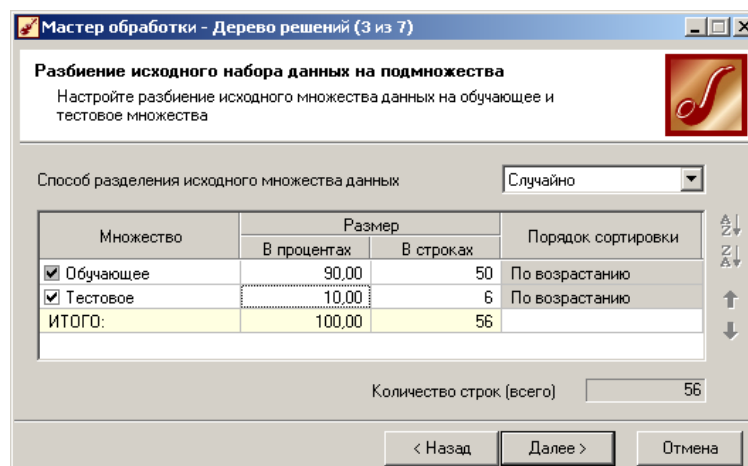 Мастер обработки - Дерево решений (3 из 7)
Разбиение исходного набора данных на подмножества
Настройте разбиение исходного множества данных на обучающее и
тестовое множества
Способ разделения исходного множества данных Случайно
Множество Размер Порядок сортировки
В процентах В строках
Обучающее 90,00 50 По возрастанию
Тестовое 10,00 6 По возрастанию
ИТОГО: 100,00 56
Количество строк (всего) 56
< Назад Далее > Отмена